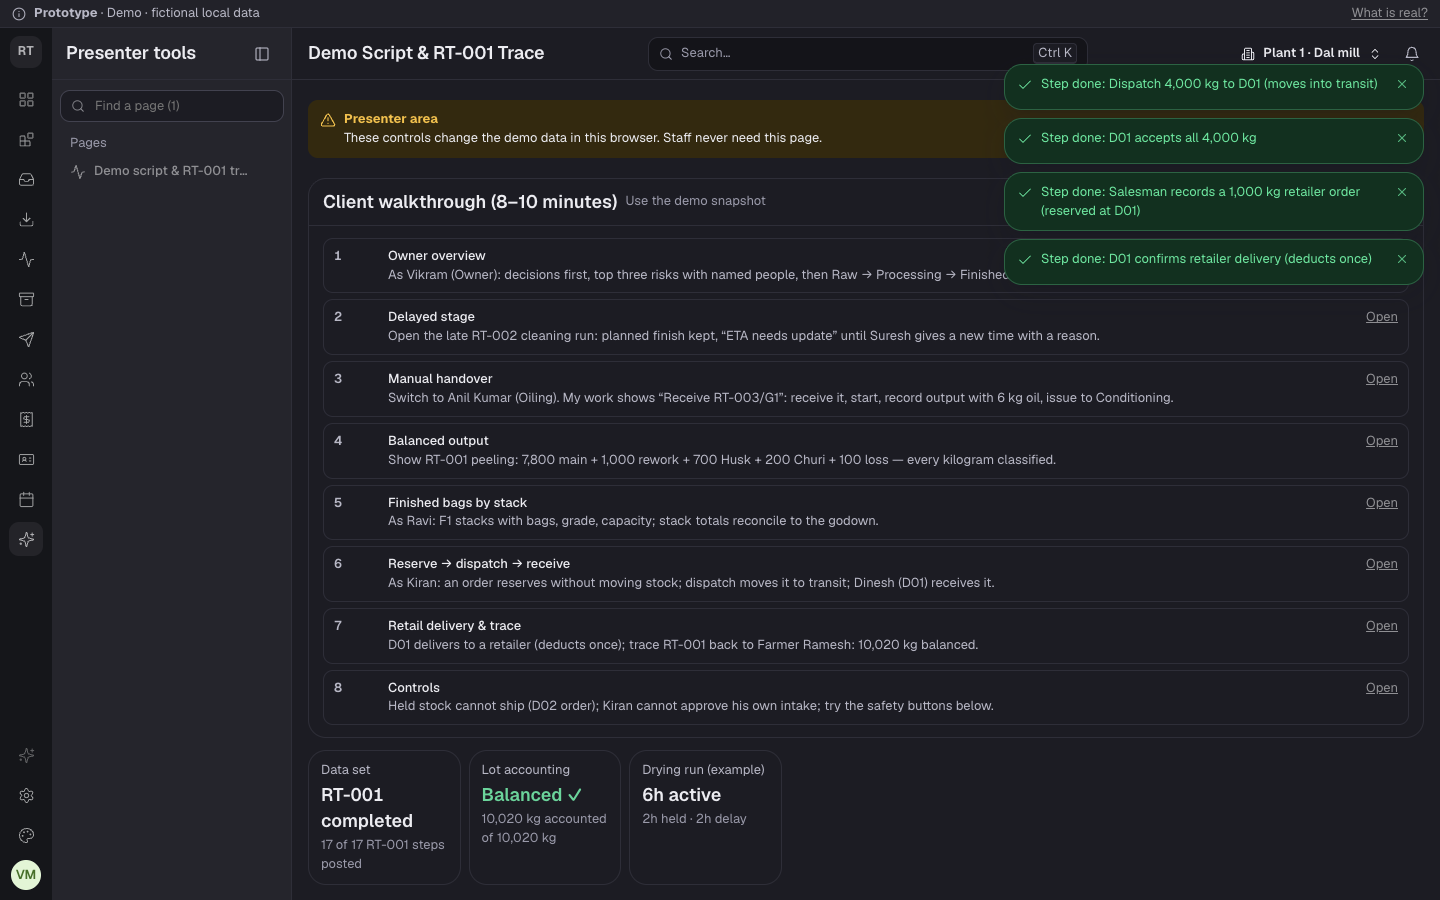 Prototype · Demo · fictional local data
What is real?
RT
Presenter tools
Demo Script & RT-001 Trace
Search...
Ctrl K
Plant 1 · Dal mill
Find a page (1)
Pages
Demo script & RT-001 tr...
Presenter area
These controls change the demo data in this browser. Staff never need this page.
Step done: Dispatch 4,000 kg to D01 (moves into transit)
Step done: D01 accepts all 4,000 kg
Step done: Salesman records a 1,000 kg retailer order
(reserved at D01)
Step done: D01 confirms retailer delivery (deducts once)
Client walkthrough (8–10 minutes) Use the demo snapshot
1 Owner overview
As Vikram (Owner): decisions first, top three risks with named people, then Raw → Processing → Finished
2 Delayed stage Open
Open the late RT-002 cleaning run: planned finish kept, “ETA needs update” until Suresh gives a new time with a reason.
3 Manual handover Open
Switch to Anil Kumar (Oiling). My work shows “Receive RT-003/G1”: receive it, start, record output with 6 kg oil, issue to Conditioning.
4 Balanced output Open
Show RT-001 peeling: 7,800 main + 1,000 rework + 700 Husk + 200 Churi + 100 loss — every kilogram classified.
5 Finished bags by stack Open
As Ravi: F1 stacks with bags, grade, capacity; stack totals reconcile to the godown.
6 Reserve → dispatch → receive Open
As Kiran: an order reserves without moving stock; dispatch moves it to transit; Dinesh (D01) receives it.
7 Retail delivery & trace Open
D01 delivers to a retailer (deducts once); trace RT-001 back to Farmer Ramesh: 10,020 kg balanced.
8 Controls Open
Held stock cannot ship (D02 order); Kiran cannot approve his own intake; try the safety buttons below.
Data set
RT-001
completed
17 of 17 RT-001 steps
posted
Lot accounting
Balanced ✓
10,020 kg accounted
of 10,020 kg
Drying run (example)
6h active
2h held · 2h delay
VM